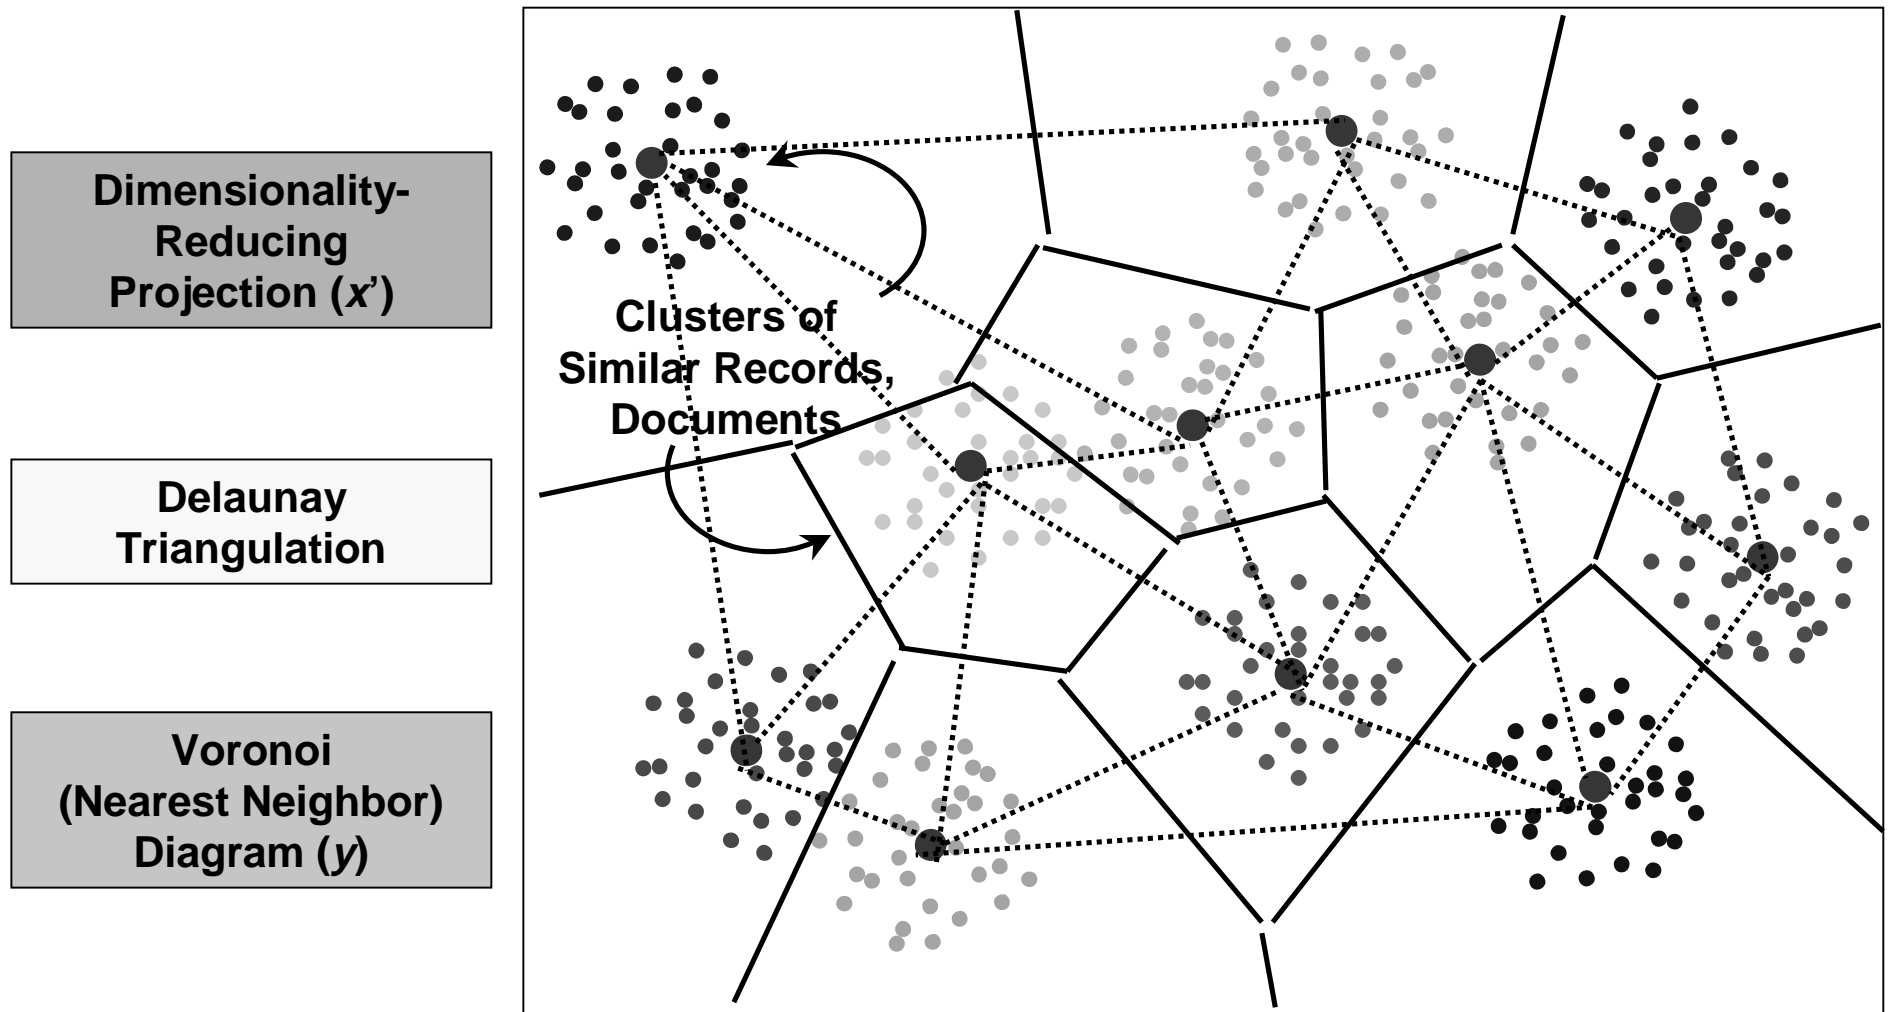 Dimensionality-
Reducing
Projection (x’)
Delaunay
Triangulation
Voronoi
(Nearest Neighbor)
Diagram (y)
Clusters of
Similar Records,
Documents